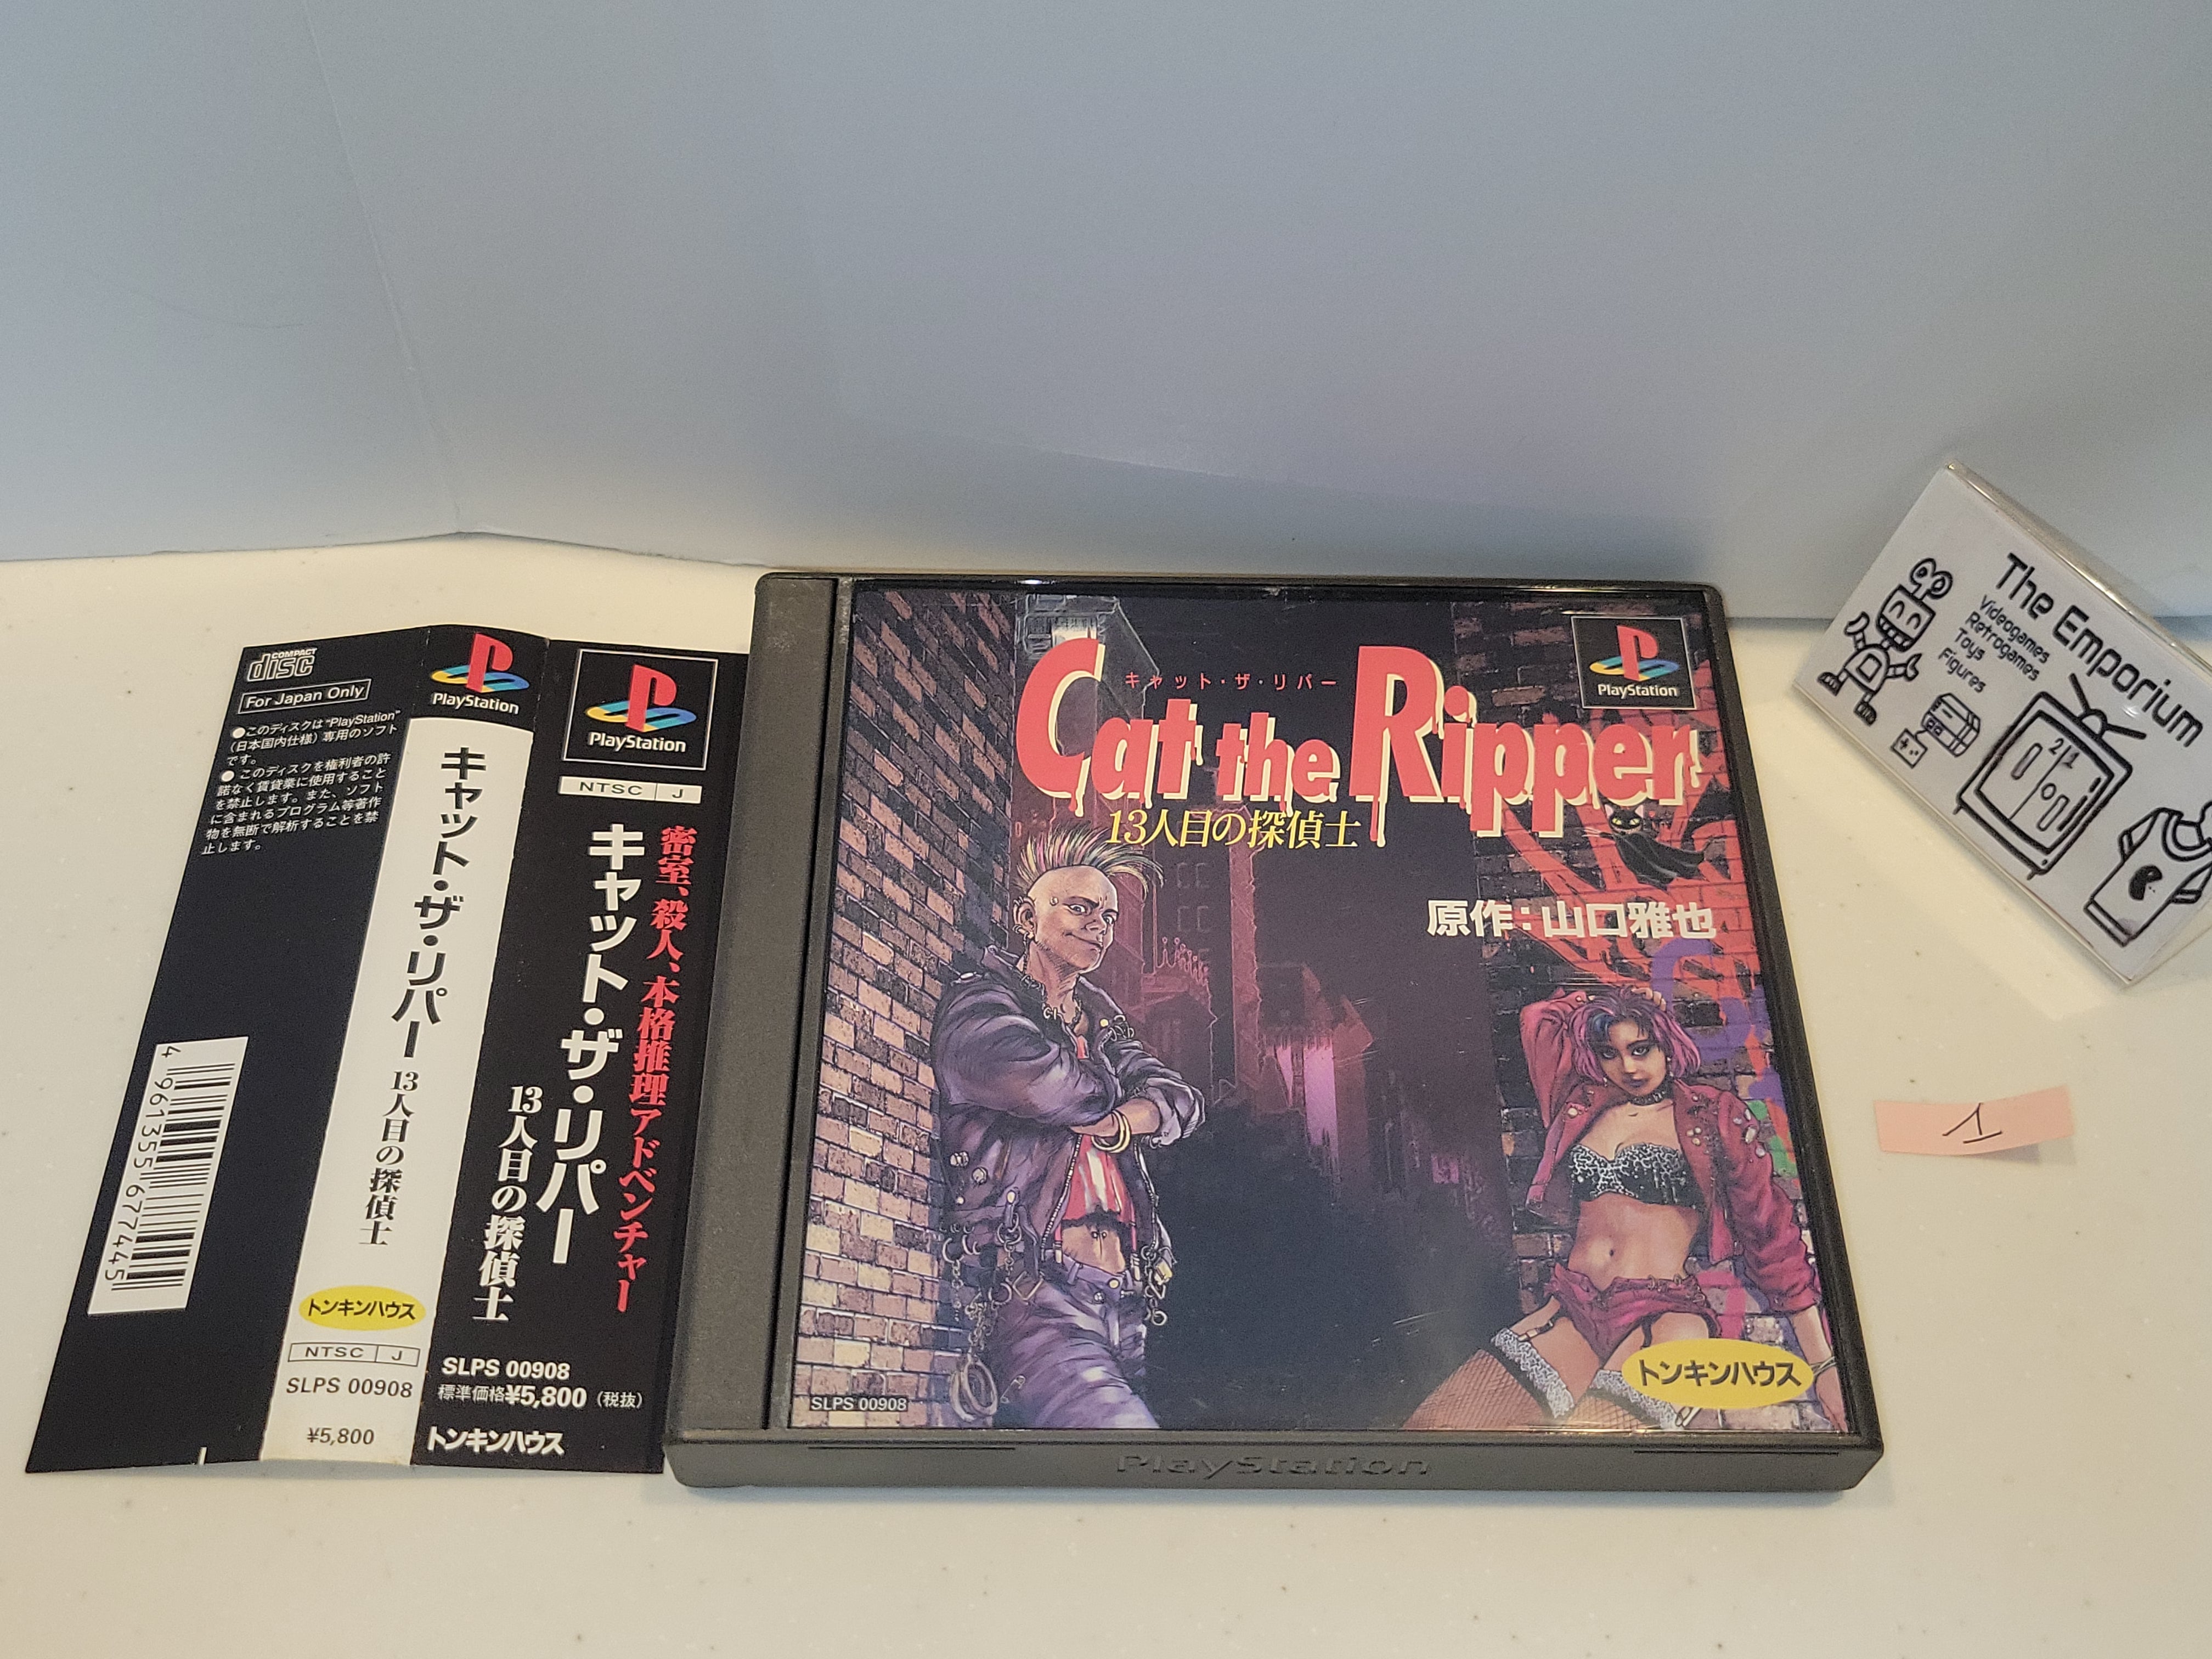 COMPACT
disc
For Japan Only
●このディスクは"PlayStation"
(日本国内仕様)専用のソフト
です。
●このディスクを権利者の許
諾なく賃貸業に使用すること
を禁止します。また、ソフト
に含まれるプログラム等著作
物を無断で解析することを禁
止します。
4 961355 677445
PlayStation
キャット・ザ・リパー 13人目の探偵士
トンキンハウス
NTSC J
SLPS 00908
¥5,800
PlayStation
NTSC J
密室、殺人、本格推理アドベンチャー
キャット・ザ・リパー
13人目の探偵士
SLPS 00908
標準価格¥5,800(税抜)
トンキンハウス
キャット・ザ・リパー
Cat the Ripper
13人目の探偵士
PlayStation
原作:山口雅也
トンキンハウス
SLPS 00908
PlayStation
The Emporium
Videogames
Retrogames
Toys
Figures
21
1